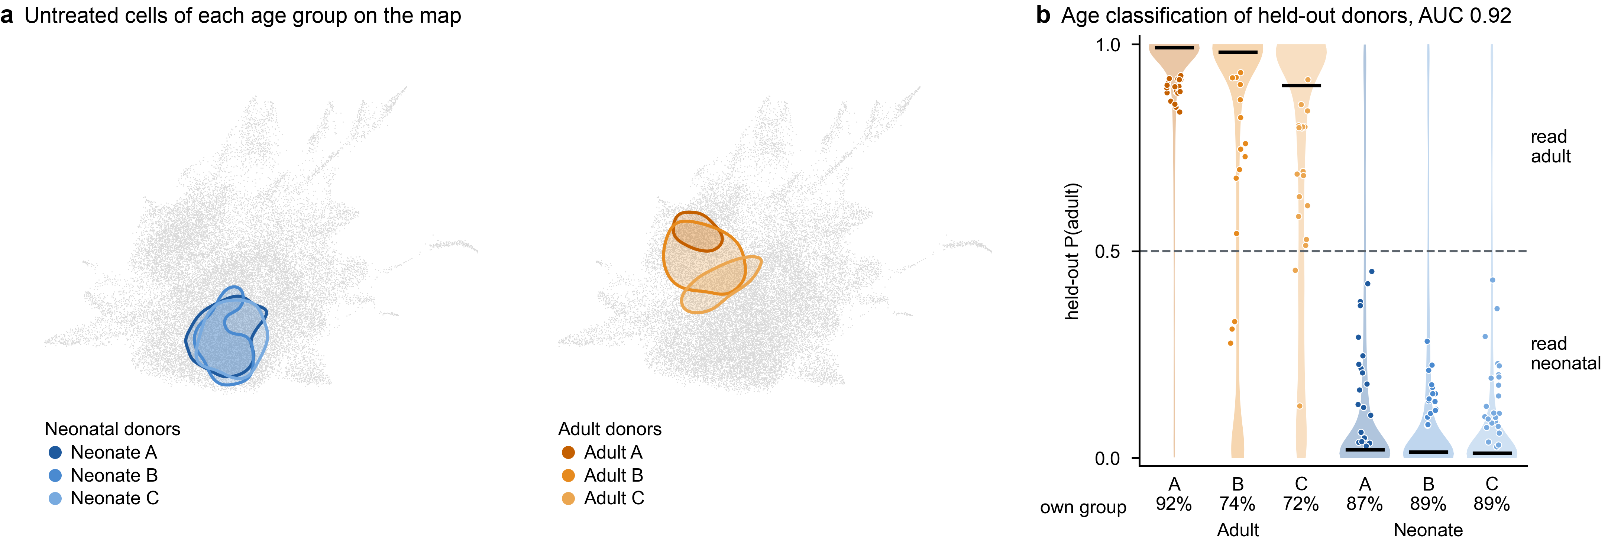 a Untreated cells of each age group on the map
Neonatal donors
Neonate A
Neonate B
Neonate C
Adult donors
Adult A
Adult B
Adult C
b Age classification of held-out donors, AUC 0.92
held-out P(adult)
1.0
0.5
0.0
read
adult
read
neonatal
A B C A B C
own group 92% 74% 72% 87% 89% 89%
Adult Neonate